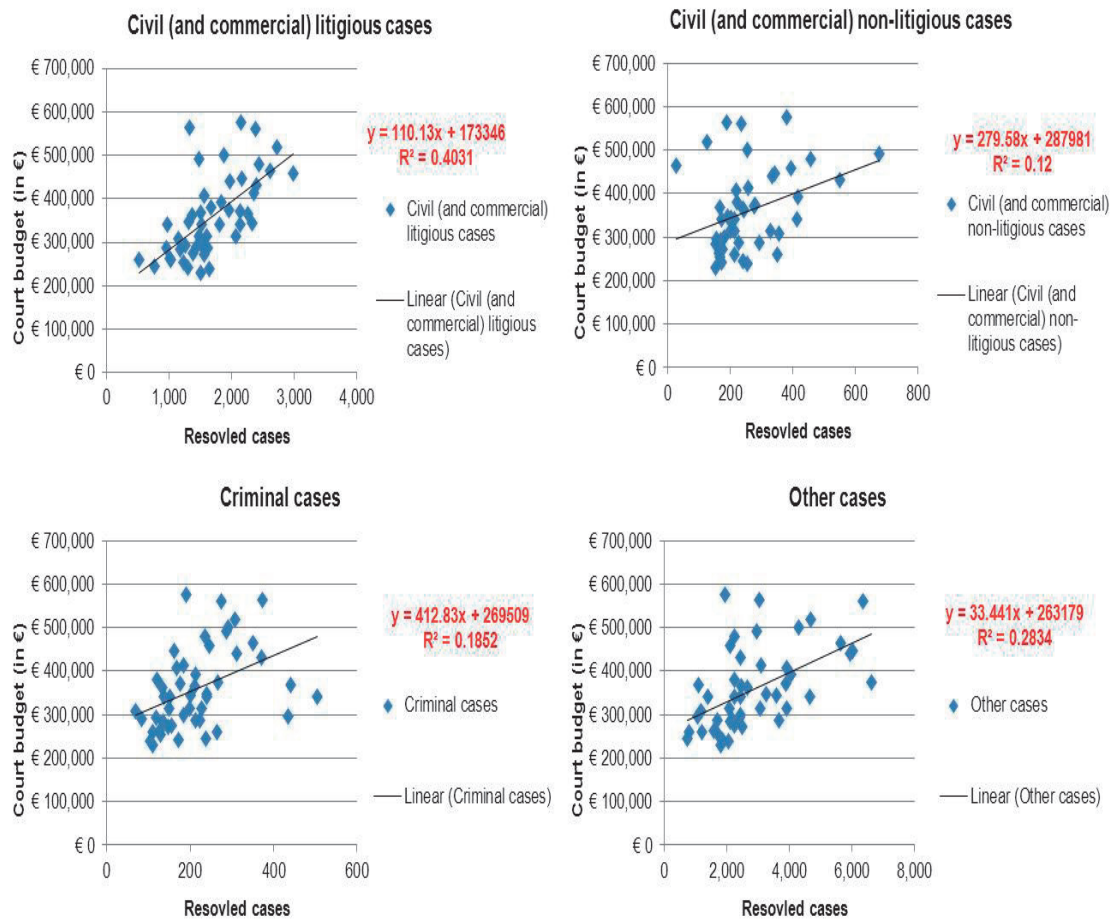 Civil (and commercial) litigious cases
Court budget (in €)
€ 700,000
€ 600,000
€ 500,000
€ 400,000
€ 300,000
€ 200,000
€ 100,000
€ 0
0
1,000
2,000
3,000
4,000
Resovled cases
y = 110.13x + 173346
R² = 0.4031
Civil (and commercial)
litigious cases
Linear (Civil (and
commercial) litigious
cases)
Civil (and commercial) non-litigious cases
Court budget (in €)
€ 700,000
€ 600,000
€ 500,000
€ 400,000
€ 300,000
€ 200,000
€ 100,000
€ 0
0
200
400
600
800
Resovled cases
y = 279.58x + 287981
R² = 0.12
Civil (and commercial)
non-litigious cases
Linear (Civil (and
commercial) non-
litigious cases)
Criminal cases
Court budget (in €)
€ 700,000
€ 600,000
€ 500,000
€ 400,000
€ 300,000
€ 200,000
€ 100,000
€ 0
0
200
400
600
Resovled cases
y = 412.83x + 269509
R² = 0.1852
Criminal cases
Linear (Criminal cases)
Other cases
Court budget (in €)
€ 700,000
€ 600,000
€ 500,000
€ 400,000
€ 300,000
€ 200,000
€ 100,000
€ 0
0
2,000
4,000
6,000
8,000
Resovled cases
y = 33.441x + 263179
R² = 0.2834
Other cases
Linear (Other cases)